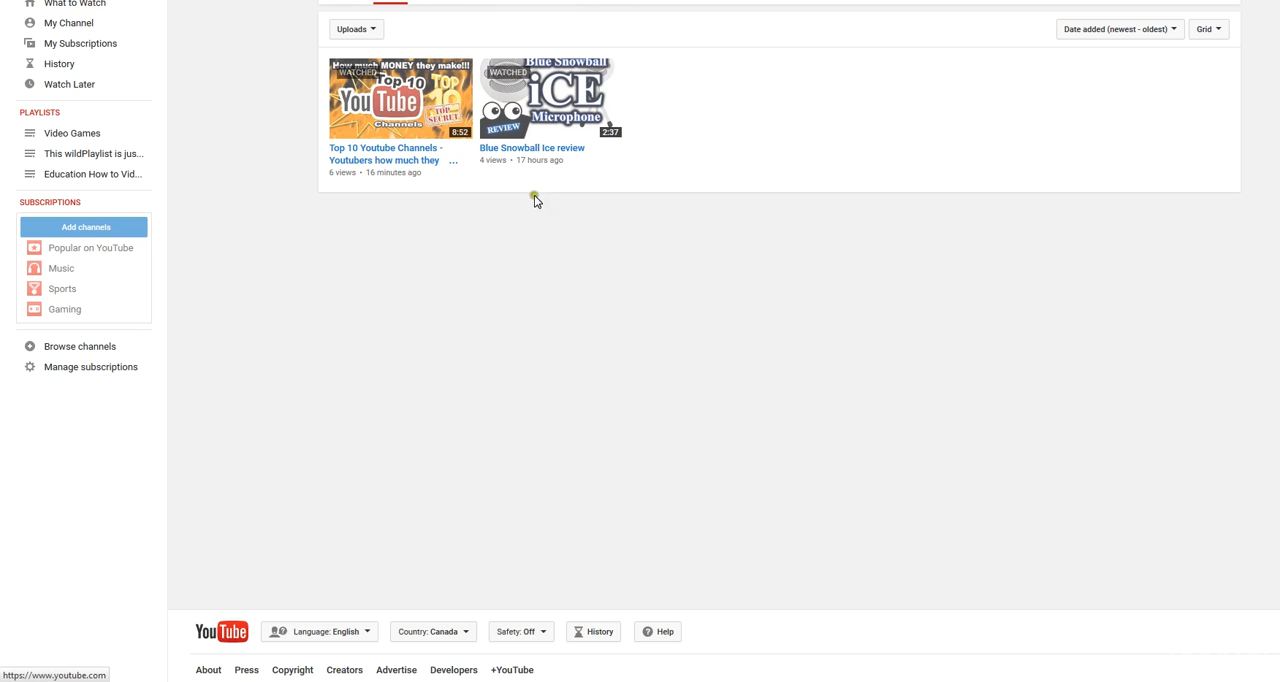 What to Watch
My Channel
My Subscriptions
History
Watch Later
PLAYLISTS
Video Games
This wildPlaylist is jus...
Education How to Vid...
SUBSCRIPTIONS
Add channels
Popular on YouTube
Music
Sports
Gaming
Browse channels
Manage subscriptions
Uploads
Date added (newest - oldest)
Grid
How much MONEY they make!!!
WATCHED
Top 10
YouTube
Channels
TOP 10
TOP SECRET
8:52
Top 10 Youtube Channels -
Youtubers how much they ...
6 views • 16 minutes ago
Blue Snowball
WATCHED
iCE
Microphone
REVIEW
2:37
Blue Snowball Ice review
4 views • 17 hours ago
YouTube
Language: English
Country: Canada
Safety: Off
History
Help
About Press Copyright Creators Advertise Developers +YouTube
https://www.youtube.com